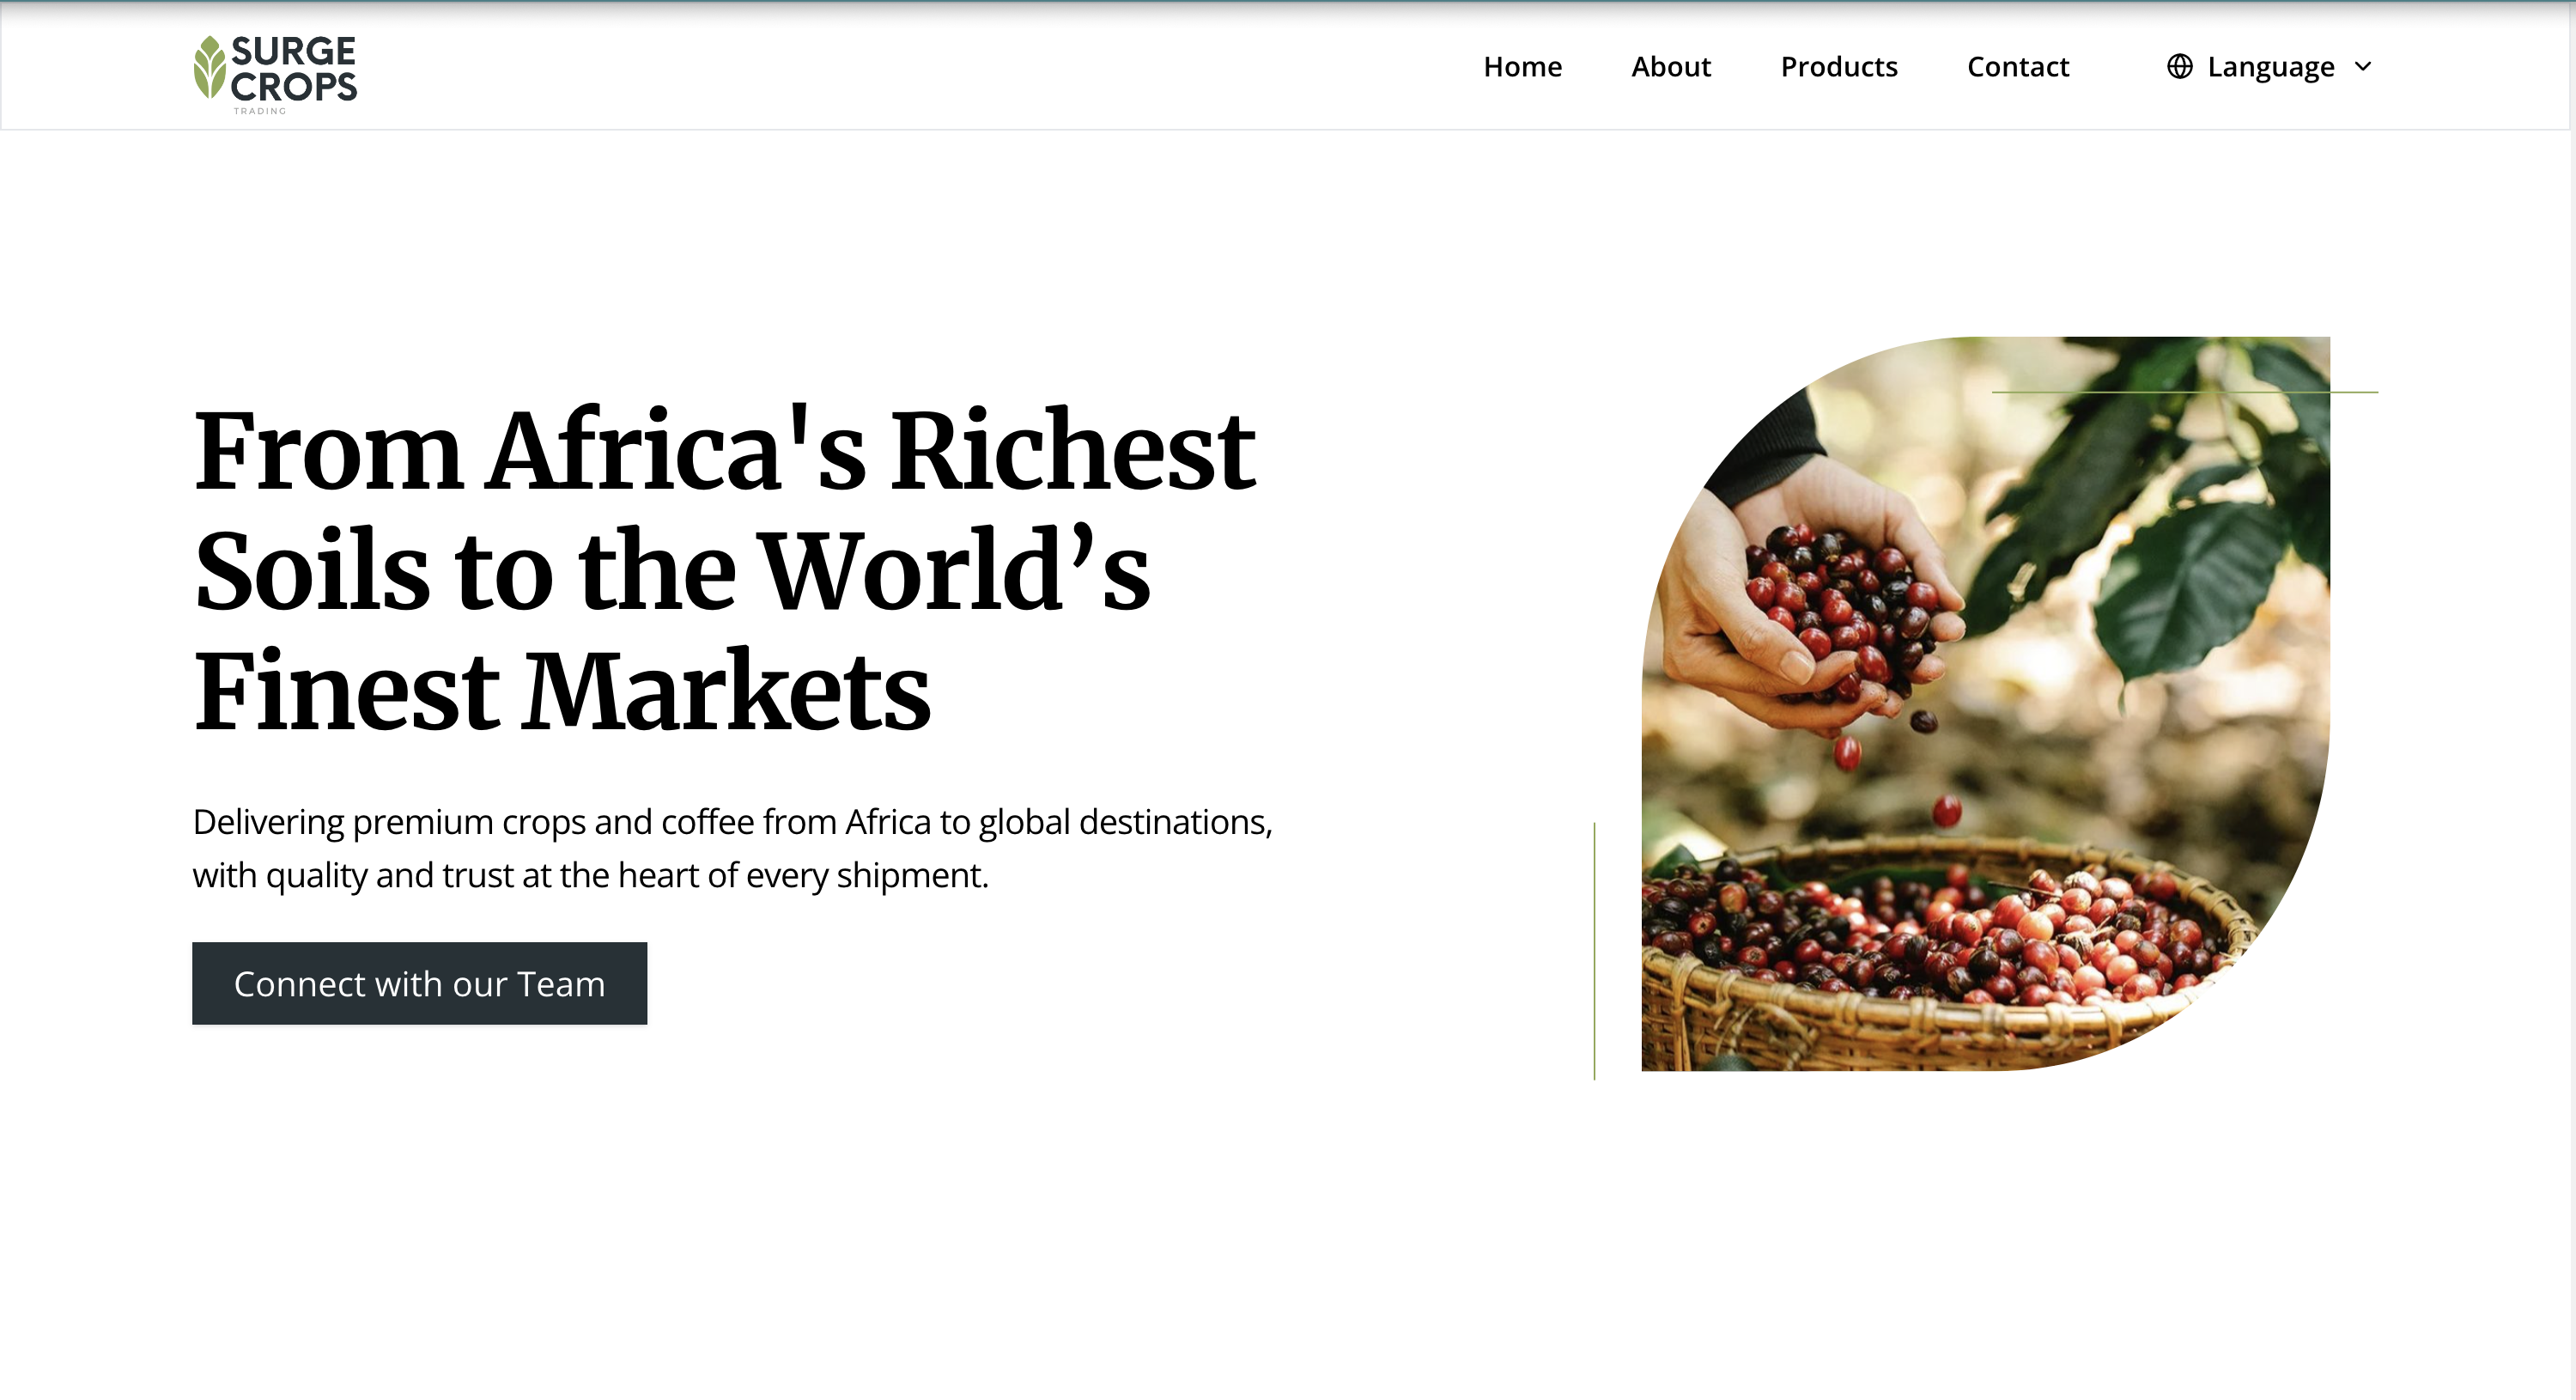 SURGE
CROPS
TRADING
Home About Products Contact Language
From Africa's Richest
Soils to the World’s
Finest Markets
Delivering premium crops and coffee from Africa to global destinations,
with quality and trust at the heart of every shipment.
Connect with our Team